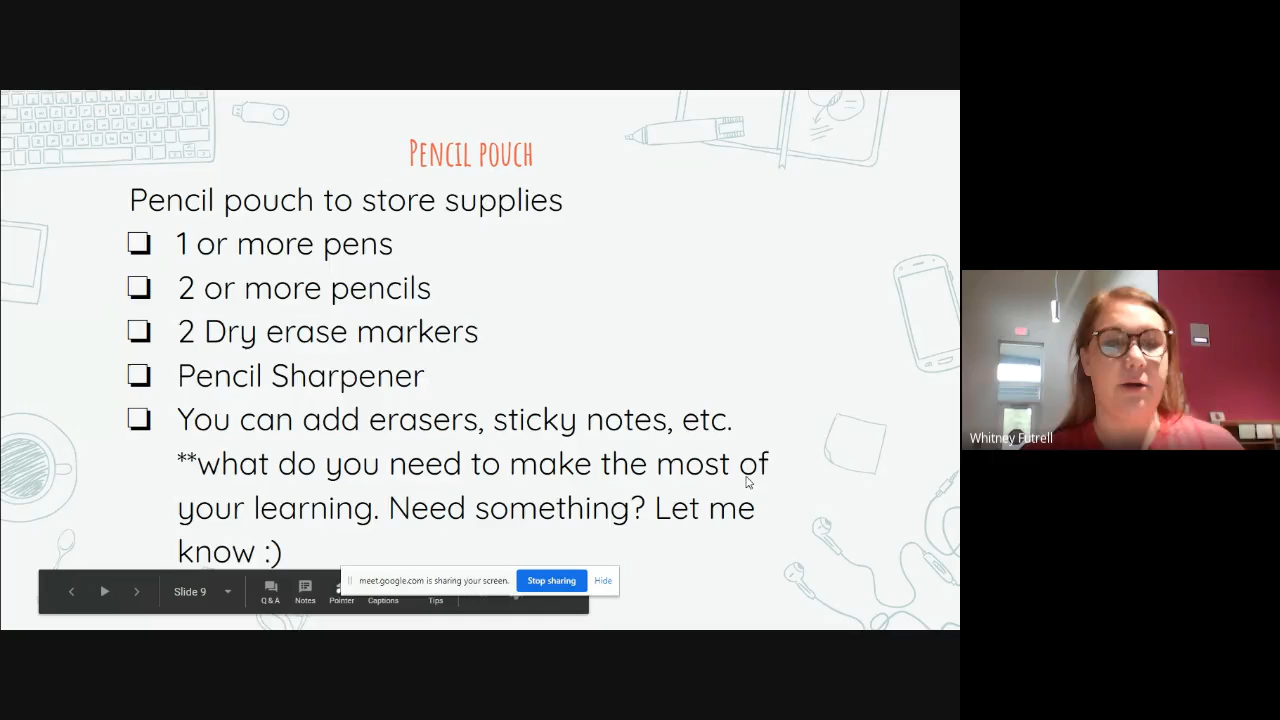 Pencil pouch
Pencil pouch to store supplies
1 or more pens
2 or more pencils
2 Dry erase markers
Pencil Sharpener
You can add erasers, sticky notes, etc.
**what do you need to make the most of
your learning. Need something? Let me
know :)
meet.google.com is sharing your screen. Stop sharing Hide
Slide 9 Q & A Notes Pointer Captions Tips
Whitney Futrell